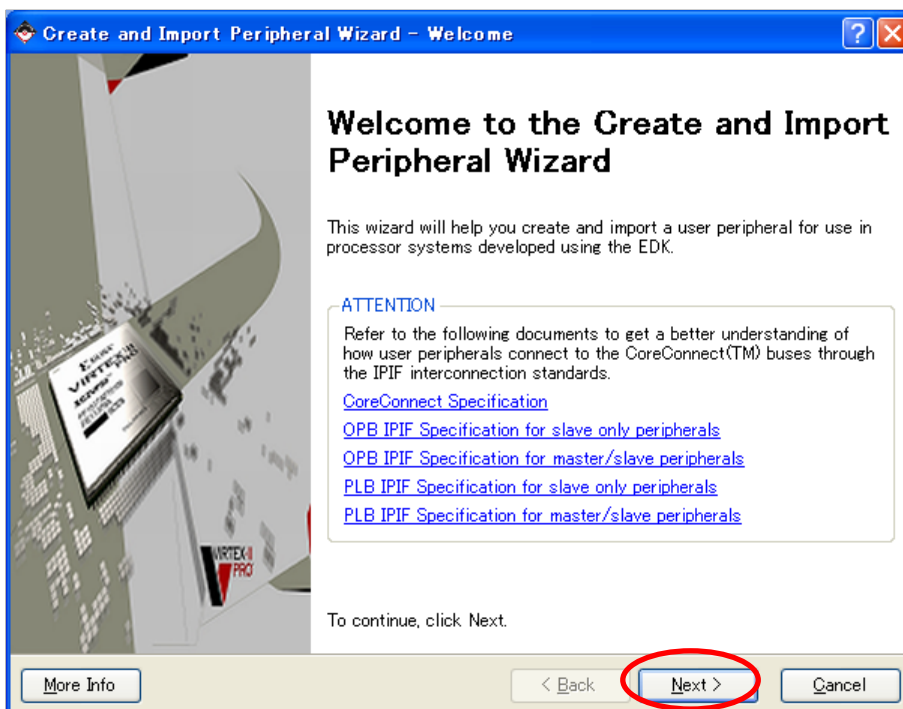 Create and Import Peripheral Wizard - Welcome
Welcome to the Create and Import
Peripheral Wizard
This wizard will help you create and import a user peripheral for use in
processor systems developed using the EDK.
ATTENTION
Refer to the following documents to get a better understanding of
how user peripherals connect to the CoreConnect(TM) buses through
the IPIF interconnection standards.
CoreConnect Specification
OPB IPIF Specification for slave only peripherals
OPB IPIF Specification for master/slave peripherals
PLB IPIF Specification for slave only peripherals
PLB IPIF Specification for master/slave peripherals
VIRTEX-II
PRO
To continue, click Next.
More Info
< Back
Next >
Cancel